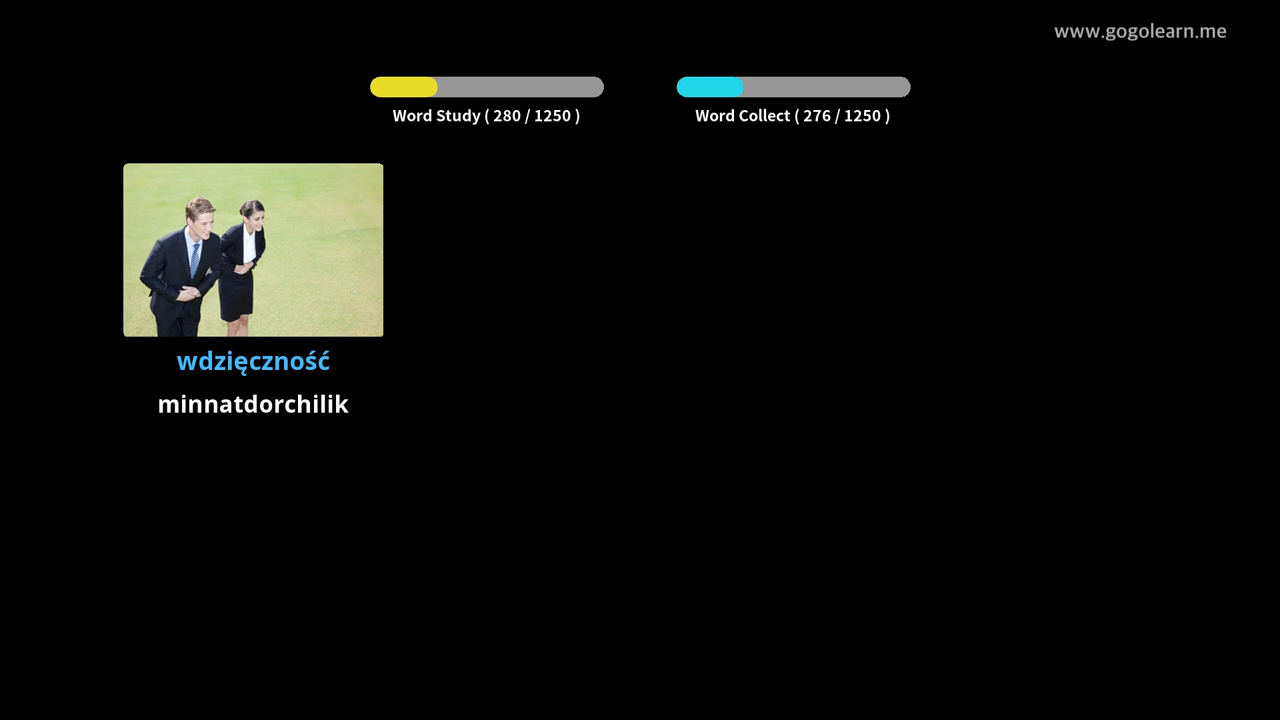 www.gogolearn.me
Word Study ( 280 / 1250 )
Word Collect ( 276 / 1250 )
wdzięczność
minnatdorchilik